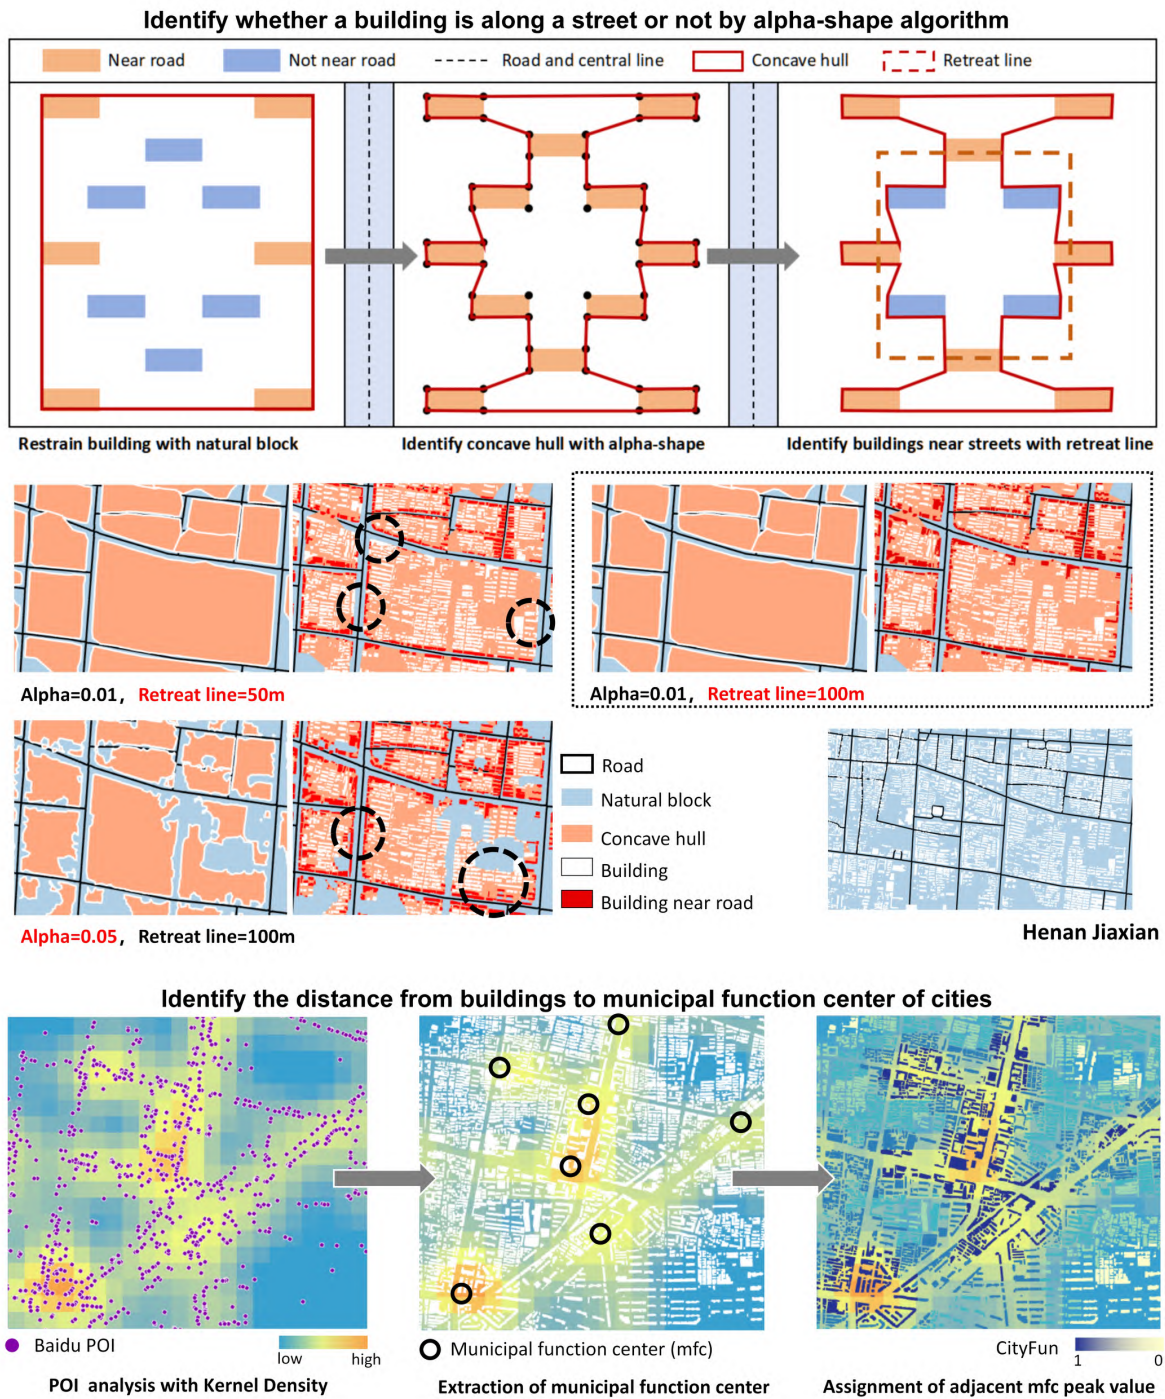 Identify whether a building is along a street or not by alpha-shape algorithm
Near road
Not near road
Road and central line
Concave hull
Retreat line
Restrain building with natural block
Identify concave hull with alpha-shape
Identify buildings near streets with retreat line
Alpha=0.01, Retreat line=50m
Alpha=0.01, Retreat line=100m
Road
Natural block
Concave hull
Building
Building near road
Alpha=0.05, Retreat line=100m
Henan Jiaxian
Identify the distance from buildings to municipal function center of cities
Baidu POI
low
high
Municipal function center (mfc)
CityFun
1
0
POI analysis with Kernel Density
Extraction of municipal function center
Assignment of adjacent mfc peak value